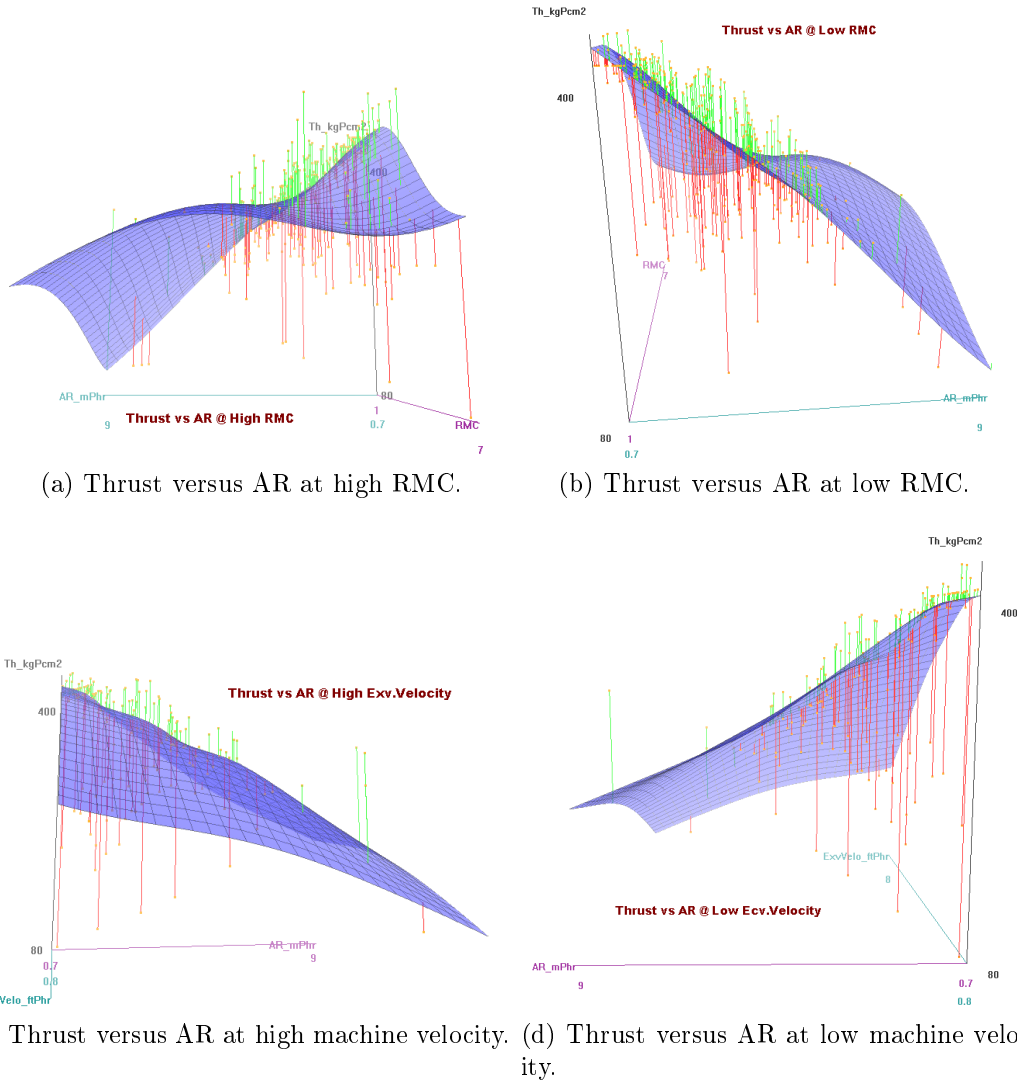 Th_kgPcm2
400
AR_mPhr
9
Thrust vs AR @ High RMC
80
1
0.7
RMC
7
(a) Thrust versus AR at high RMC.
Th_kgPcm2
Thrust vs AR @ Low RMC
400
RMC
7
AR_mPhr
9
80
1
0.7
(b) Thrust versus AR at low RMC.
Th_kgPcm2
Thrust vs AR @ High Exv.Velocity
400
80
0.7
0.8
AR_mPhr
9
Velo_ftPhr
Thrust versus AR at high machine velocity.
Th_kgPcm2
400
ExvVelo_ftPhr
8
Thrust vs AR @ Low Ecv.Velocity
AR_mPhr
9
80
0.7
0.8
(d) Thrust versus AR at low machine velo
ity.